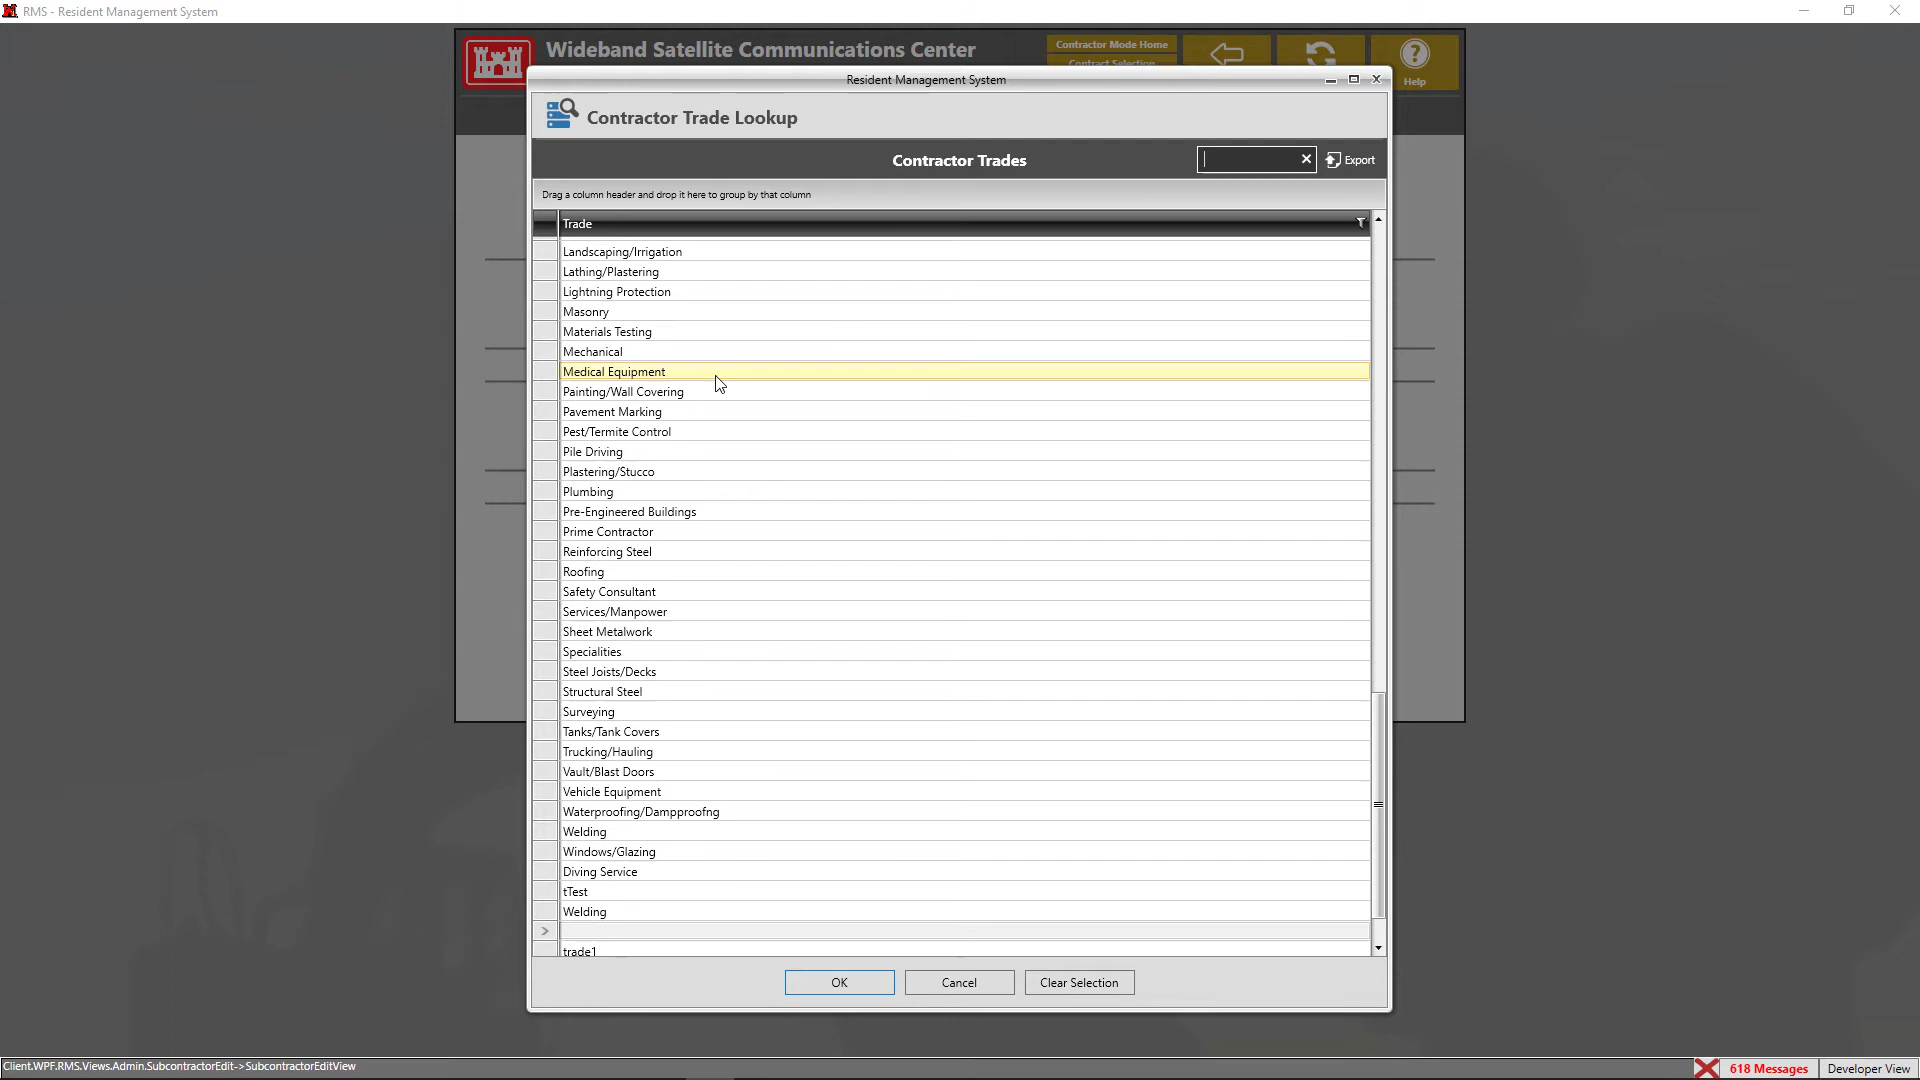 RMS - Resident Management System
Wideband Satellite Communications Center
Contractor Mode Home
Contract Selection
Help
Resident Management System
Contractor Trade Lookup
Contractor Trades
Export
Drag a column header and drop it here to group by that column
Trade
Landscaping/Irrigation
Lathing/Plastering
Lightning Protection
Masonry
Materials Testing
Mechanical
Medical Equipment
Painting/Wall Covering
Pavement Marking
Pest/Termite Control
Pile Driving
Plastering/Stucco
Plumbing
Pre-Engineered Buildings
Prime Contractor
Reinforcing Steel
Roofing
Safety Consultant
Services/Manpower
Sheet Metalwork
Specialities
Steel Joists/Decks
Structural Steel
Surveying
Tanks/Tank Covers
Trucking/Hauling
Vault/Blast Doors
Vehicle Equipment
Waterproofing/Dampproofng
Welding
Windows/Glazing
Diving Service
tTest
Welding
trade1
OK
Cancel
Clear Selection
Client.WPF.RMS.Views.Admin.SubcontractorEdit->SubcontractorEditView
618 Messages
Developer View